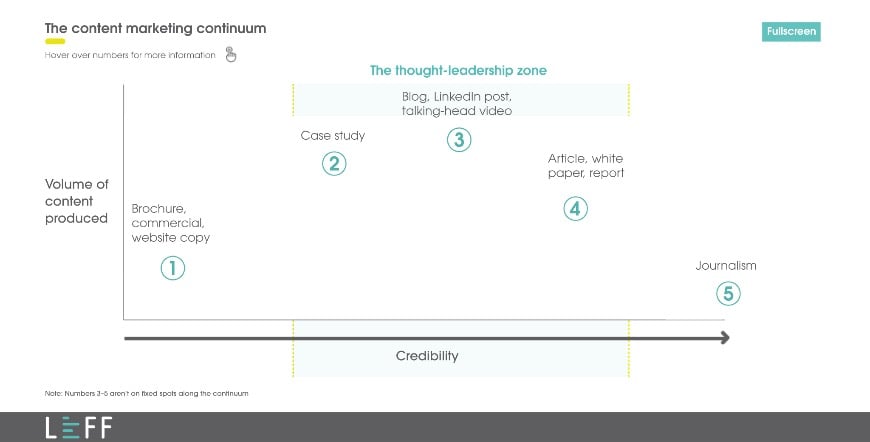 The content marketing continuum
Fullscreen
Hover over numbers for more information
The thought-leadership zone
Blog, LinkedIn post,
talking-head video
3
Case study
2
Article, white
paper, report
4
Volume of
content
produced
Brochure,
commercial,
website copy
1
Journalism
5
Credibility
Note: Numbers 3-5 aren't on fixed spots along the continuum
LEFF